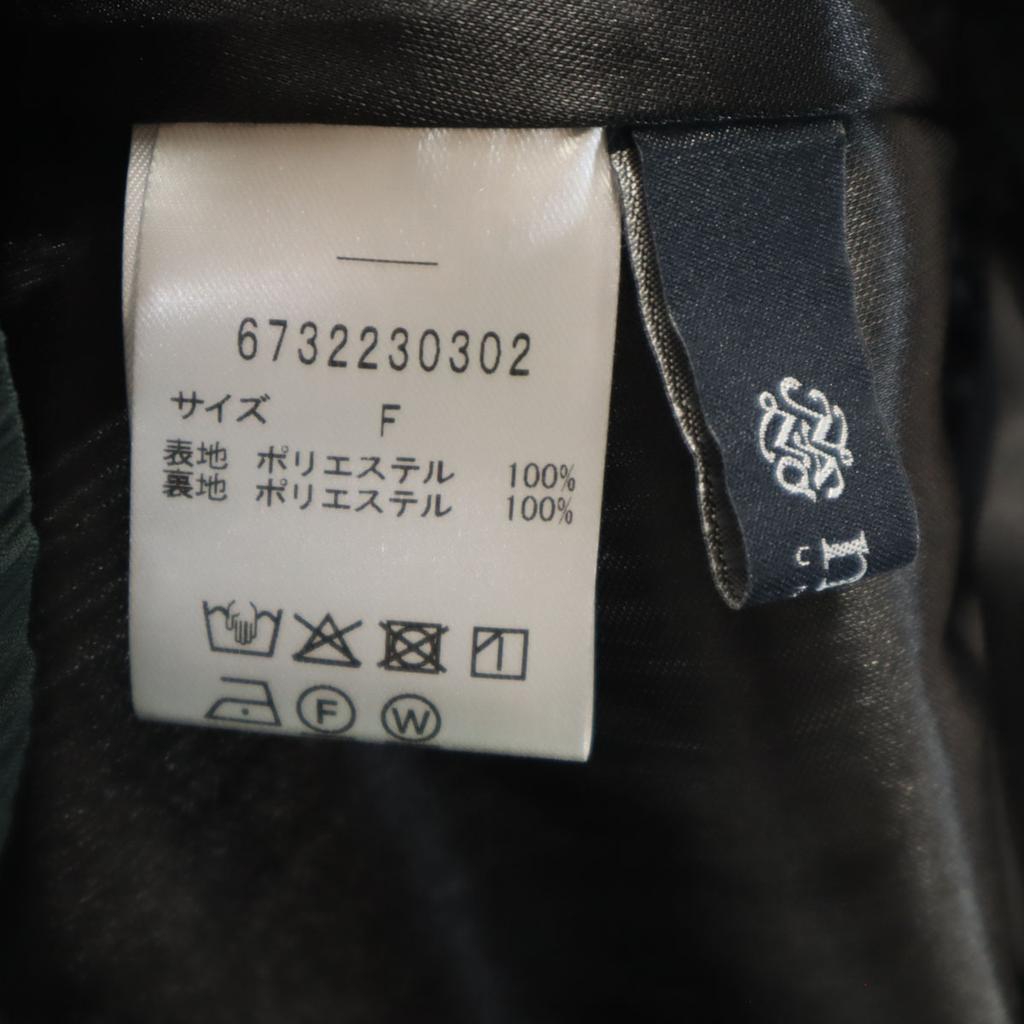 6732230302
サイズ F
表地 ポリエステル 100%
裏地 ポリエステル 100%
F W